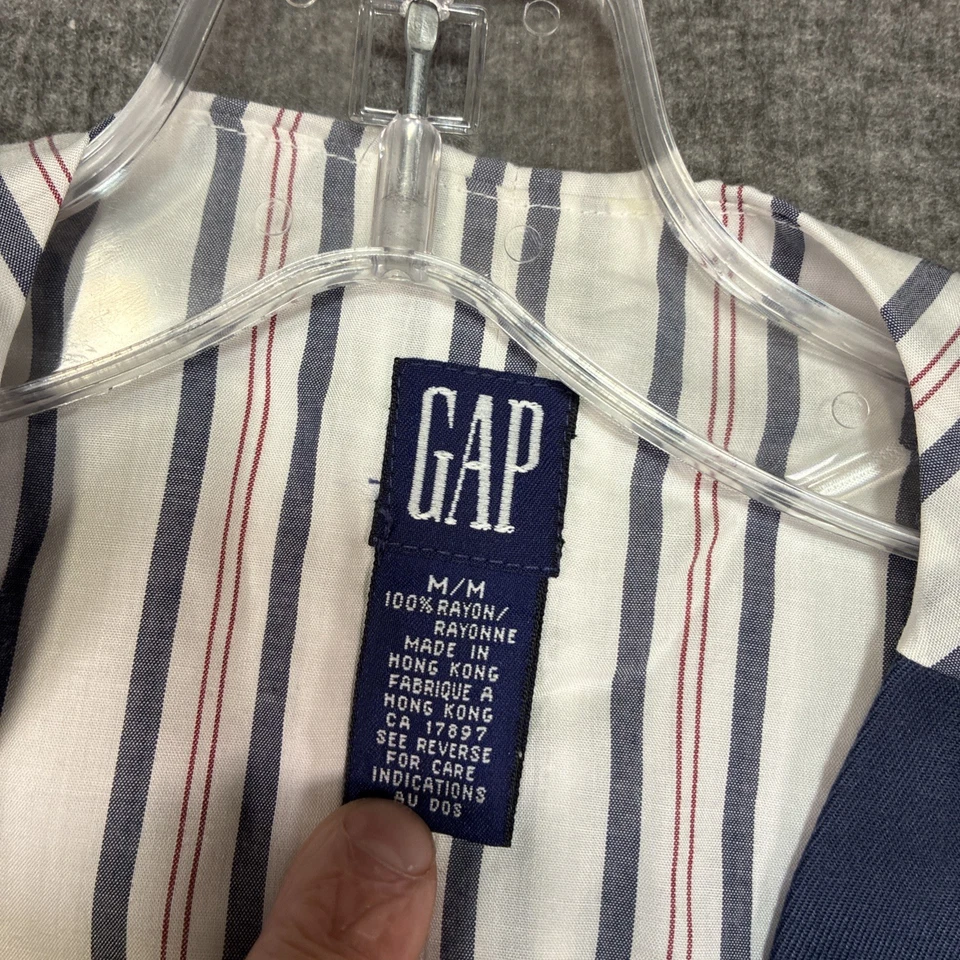 GAP
M/M
100% RAYON/
RAYONNE
MADE IN
HONG KONG
FABRIQUE A
HONG KONG
CA 17897
SEE REVERSE
FOR CARE
INDICATIONS
AU DOS